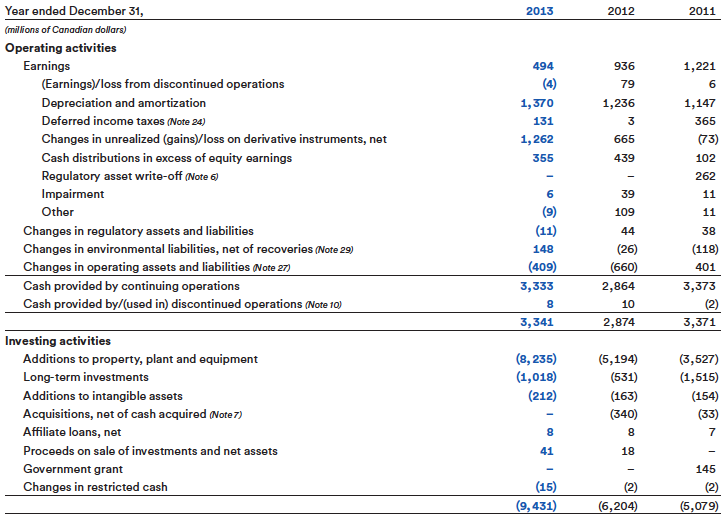 Year ended December 31, 2013 2012 2011
(millions of Canadian dollars)
Operating activities
Earnings 494 936 1,221
(Earnings)/loss from discontinued operations (4) 79 6
Depreciation and amortization 1,370 1,236 1,147
Deferred income taxes (Note 24) 131 3 365
Changes in unrealized (gains)/loss on derivative instruments, net 1,262 665 (73)
Cash distributions in excess of equity earnings 355 439 102
Regulatory asset write-off (Note 6) – – 262
Impairment 6 39 11
Other (9) 109 11
Changes in regulatory assets and liabilities (11) 44 38
Changes in environmental liabilities, net of recoveries (Note 29) 148 (26) (118)
Changes in operating assets and liabilities (Note 27) (409) (660) 401
Cash provided by continuing operations 3,333 2,864 3,373
Cash provided by/(used in) discontinued operations (Note 10) 8 10 (2)
3,341 2,874 3,371
Investing activities
Additions to property, plant and equipment (8,235) (5,194) (3,527)
Long-term investments (1,018) (531) (1,515)
Additions to intangible assets (212) (163) (154)
Acquisitions, net of cash acquired (Note 7) – (340) (33)
Affiliate loans, net 8 8 7
Proceeds on sale of investments and net assets 41 18 –
Government grant – – 145
Changes in restricted cash (15) (2) (2)
(9,431) (6,204) (5,079)